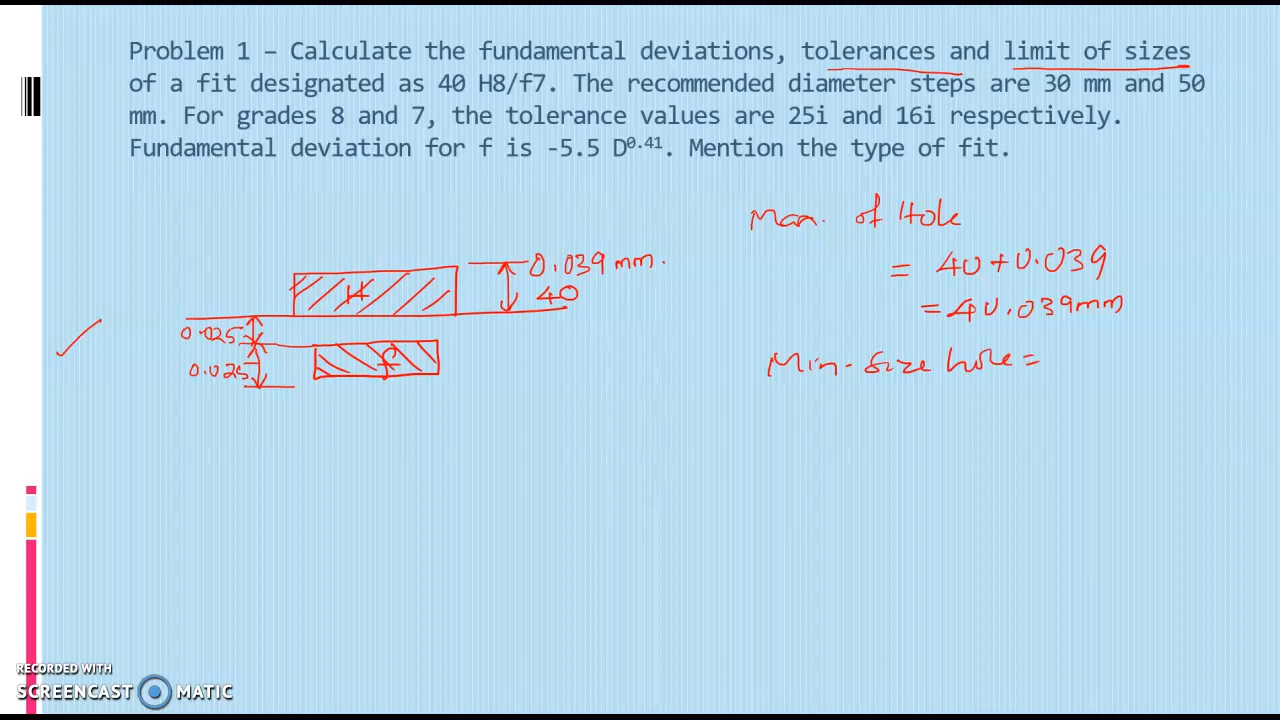 Problem 1 – Calculate the fundamental deviations, tolerances and limit of sizes
of a fit designated as 40 H8/f7. The recommended diameter steps are 30 mm and 50
mm. For grades 8 and 7, the tolerance values are 25i and 16i respectively.
Fundamental deviation for f is -5.5 D^0.41. Mention the type of fit.
Max. of Hole
= 40 + 0.039
= 40.039mm
Min. size hole =
0.039 mm.
H
40
0.025
f
0.025
RECORDED WITH
SCREENCAST MATIC